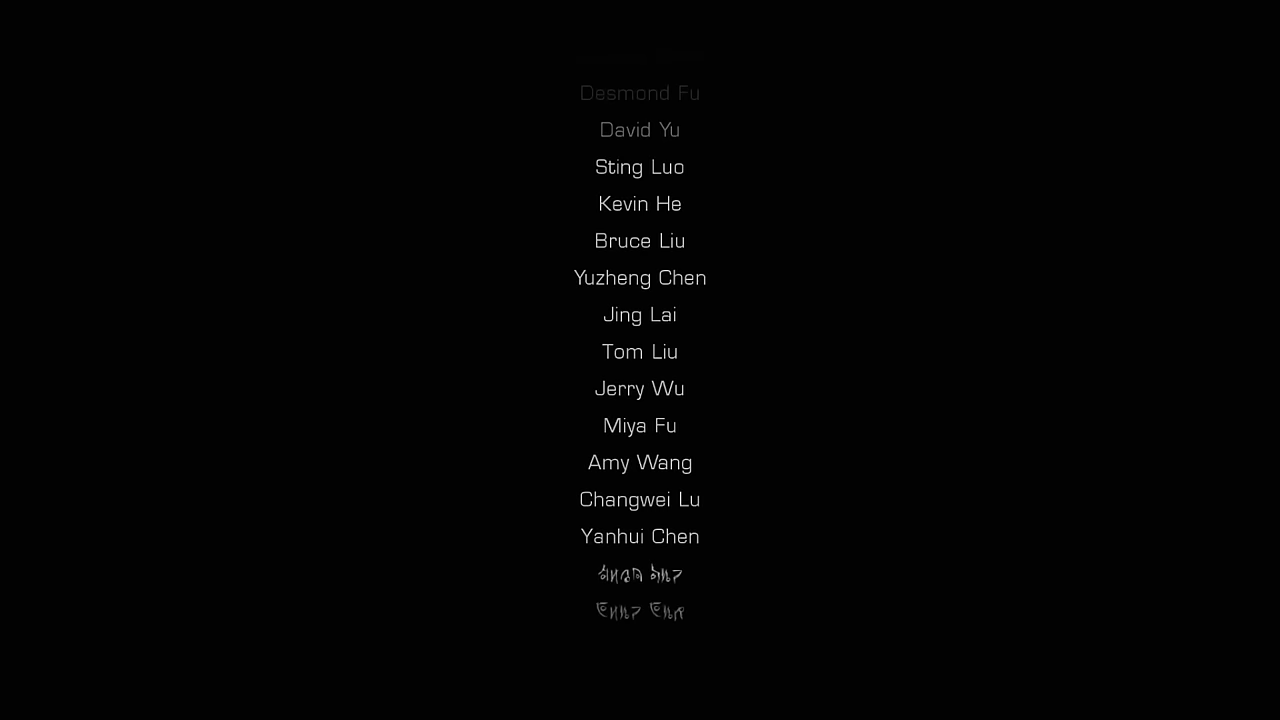 Desmond Fu
David Yu
Sting Luo
Kevin He
Bruce Liu
Yuzheng Chen
Jing Lai
Tom Liu
Jerry Wu
Miya Fu
Amy Wang
Changwei Lu
Yanhui Chen